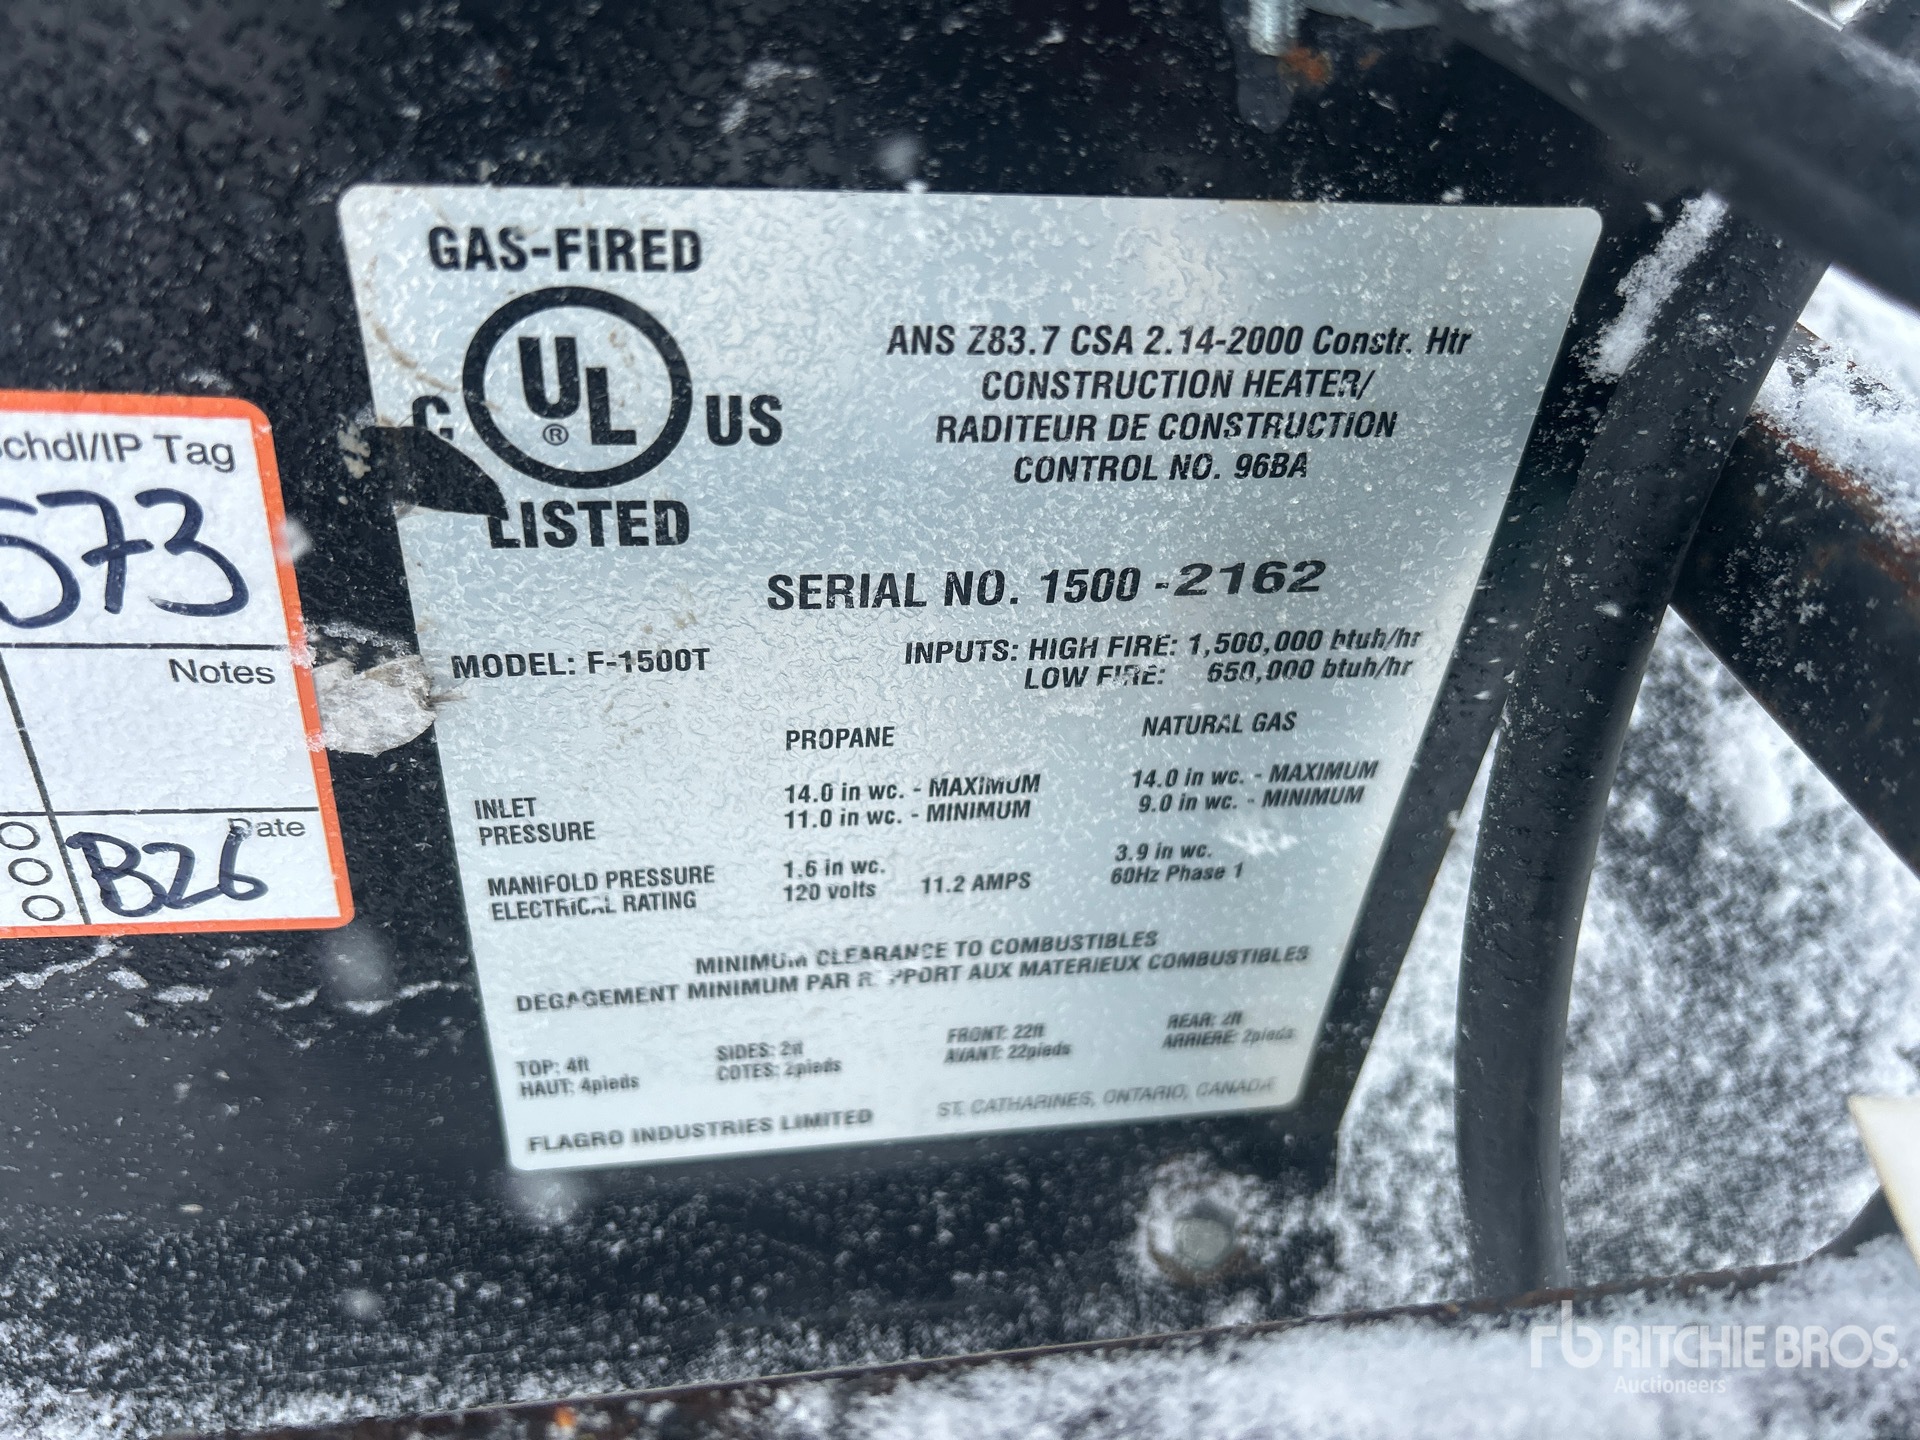 GAS-FIRED
C UL ® US
LISTED
ANS Z83.7 CSA 2.14-2000 Constr. Htr
CONSTRUCTION HEATER/
RADITEUR DE CONSTRUCTION
CONTROL NO. 96BA
SERIAL NO. 1500 - 2162
MODEL: F-1500T
INPUTS: HIGH FIRE: 1,500,000 btuh/hr
LOW FIRE: 650,000 btuh/hr
PROPANE NATURAL GAS
INLET PRESSURE
14.0 in wc. - MAXIMUM 14.0 in wc. - MAXIMUM
11.0 in wc. - MINIMUM 9.0 in wc. - MINIMUM
MANIFOLD PRESSURE 1.6 in wc. 3.9 in wc.
ELECTRICAL RATING 120 volts 11.2 AMPS 60Hz Phase 1
MINIMUM CLEARANCE TO COMBUSTIBLES
DEGAGEMENT MINIMUM PAR RAPPORT AUX MATERIEUX COMBUSTIBLES
TOP: 4ft SIDES: 2ft FRONT: 22ft REAR: 2ft
HAUT: 4pieds COTES: 2pieds AVANT: 22pieds ARRIERE: 2pieds
FLAGRO INDUSTRIES LIMITED ST. CATHARINES, ONTARIO, CANADA
chdl/IP Tag
573
Notes
Date
B26
rb RITCHIE BROS.
Auctioneers